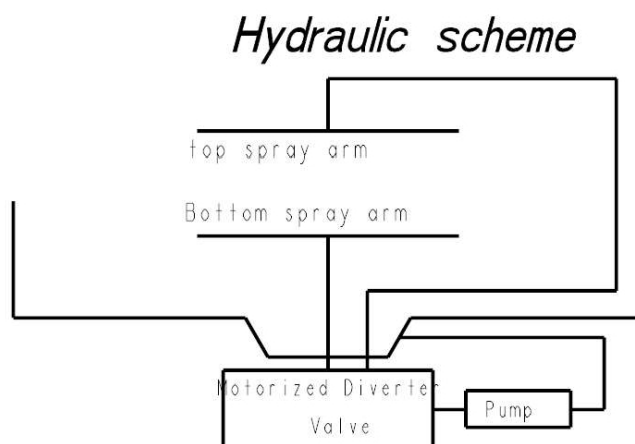 Hydraulic scheme
top spray arm
Bottom spray arm
Motorized Diverter
Valve
Pump